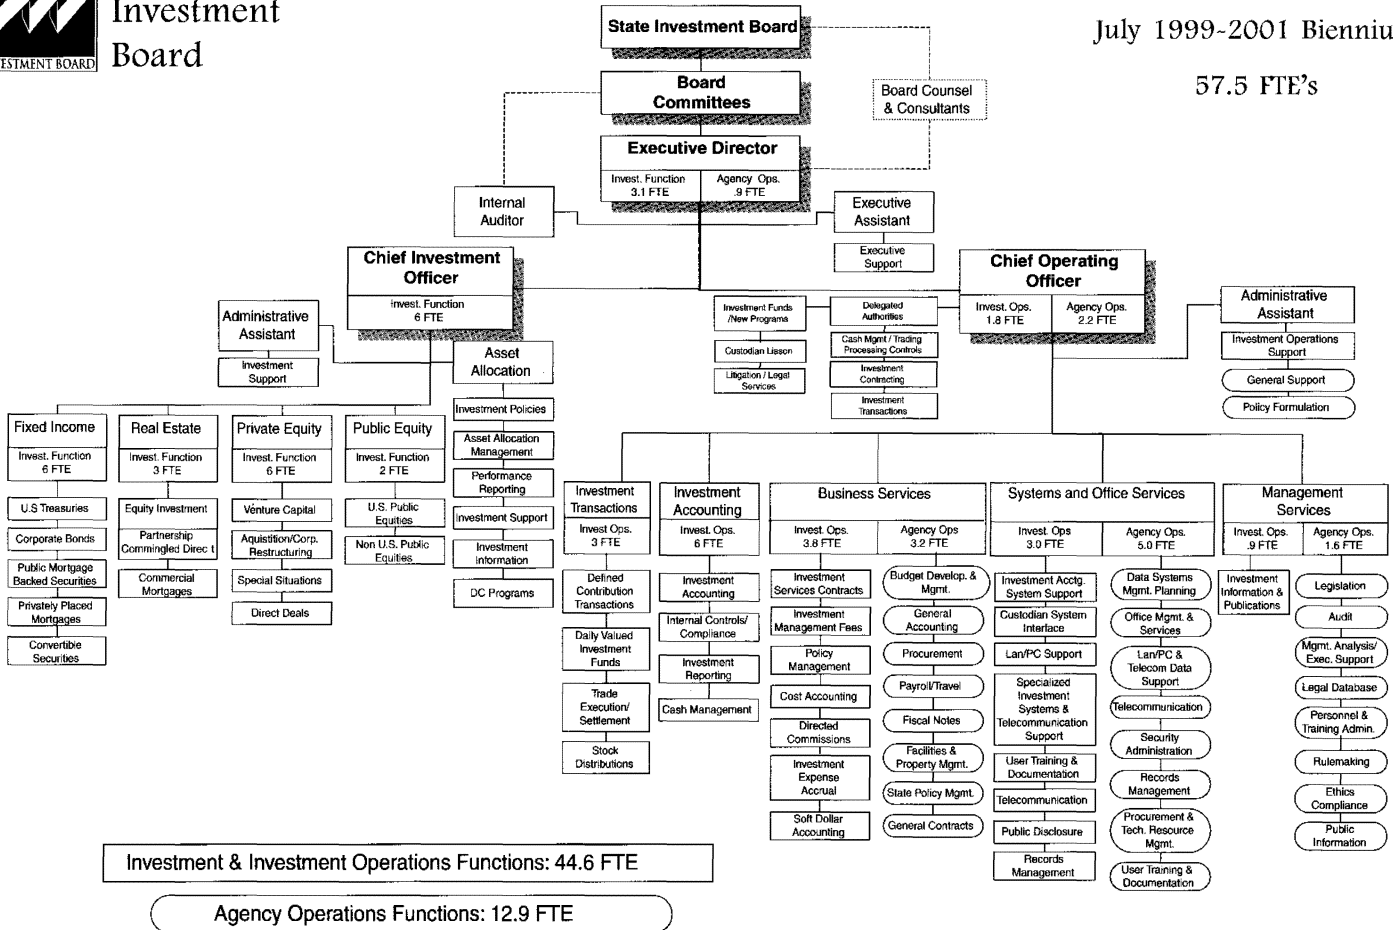 Investment
Board
ESTMENT BOARD
July 1999-2001 Bienniu
57.5 FTE's
State Investment Board
Board
Committees
Board Counsel
& Consultants
Executive Director
Invest. Function
3.1 FTE
Agency Ops.
.9 FTE
Internal
Auditor
Executive
Assistant
Executive
Support
Chief Investment
Officer
Invest. Function
6 FTE
Chief Operating
Officer
Invest. Ops.
1.8 FTE
Agency Ops.
2.2 FTE
Administrative
Assistant
Investment
Support
Asset
Allocation
Investment Policies
Asset Allocation
Management
Performance
Reporting
Investment Support
Investment
Information
DC Programs
Investment Funds
/New Programs
Custodian Liason
Litigation / Legal
Services
Delegated
Authorities
Cash Mgmt / Trading
Processing Controls
Investment
Contracting
Investment
Transactions
Administrative
Assistant
Investment Operations
Support
General Support
Policy Formulation
Fixed Income
Invest. Function
6 FTE
U.S Treasuries
Corporate Bonds
Public Mortgage
Backed Securities
Privately Placed
Mortgages
Convertible
Securities
Real Estate
Invest. Function
3 FTE
Equity Investment
Partnership
Commingled Direct
Commercial
Mortgages
Private Equity
Invest. Function
6 FTE
Venture Capital
Aquistition/Corp.
Restructuring
Special Situations
Direct Deals
Public Equity
Invest. Function
2 FTE
U.S. Public
Equities
Non U.S. Public
Equities
Investment
Transactions
Invest Ops.
3 FTE
Defined
Contribution
Transactions
Daily Valued
Investment
Funds
Trade
Execution/
Settlement
Stock
Distributions
Investment
Accounting
Invest. Ops.
6 FTE
Investment
Accounting
Internal Controls/
Compliance
Investment
Reporting
Cash Management
Business Services
Invest. Ops.
3.8 FTE
Agency Ops
3.2 FTE
Investment
Services Contracts
Investment
Management Fees
Policy
Management
Cost Accounting
Directed
Commissions
Investment
Expense
Accrual
Soft Dollar
Accounting
Budget Develop. &
Mgmt.
General
Accounting
Procurement
Payroll/Travel
Fiscal Notes
Facilities &
Property Mgmt.
State Policy Mgmt.
General Contracts
Systems and Office Services
Invest. Ops
3.0 FTE
Agency Ops.
5.0 FTE
Investment Acctg.
System Support
Custodian System
Interface
Lan/PC Support
Specialized
Investment
Systems &
Telecommunication
Support
User Training &
Documentation
Telecommunication
Public Disclosure
Records
Management
Data Systems
Mgmt. Planning
Office Mgmt. &
Services
Lan/PC &
Telecom Data
Support
Telecommunication
Security
Administration
Records
Management
Procurement &
Tech. Resource
Mgmt.
User Training &
Documentation
Management
Services
Invest. Ops.
.9 FTE
Agency Ops.
1.6 FTE
Investment
Information &
Publications
Legislation
Audit
Mgmt. Analysis/
Exec. Support
Legal Database
Personnel &
Training Admin.
Rulemaking
Ethics
Compliance
Public
Information
Investment & Investment Operations Functions: 44.6 FTE
Agency Operations Functions: 12.9 FTE